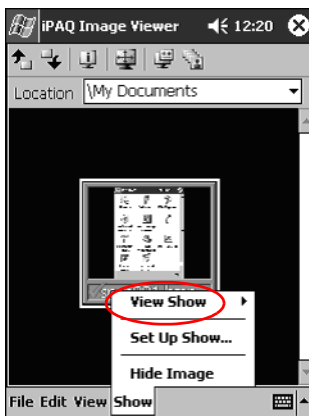 iPAQ Image Viewer 12:20
Location \My Documents
View Show
Set Up Show...
Hide Image
File Edit View Show